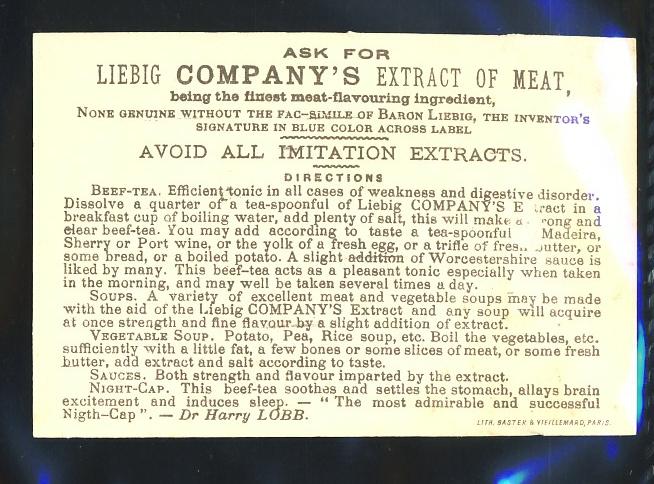 ASK FOR
LIEBIG COMPANY'S EXTRACT OF MEAT,
being the finest meat-flavouring ingredient,
NONE GENUINE WITHOUT THE FAC-SIMILE OF BARON LIEBIG, THE INVENTOR'S
SIGNATURE IN BLUE COLOR ACROSS LABEL
AVOID ALL IMITATION EXTRACTS.
DIRECTIONS
BEEF-TEA. Efficient tonic in all cases of weakness and digestive disorder.
Dissolve a quarter of a tea-spoonful of Liebig COMPANY'S E tract in a
breakfast cup of boiling water, add plenty of salt, this will make a rong and
clear beef-tea. You may add according to taste a tea-spoonful Madeira,
Sherry or Port wine, or the yolk of a fresh egg, or a trifle of fres utter, or
some bread, or a boiled potato. A slight addition of Worcestershire sauce is
liked by many. This beef-tea acts as a pleasant tonic especially when taken
in the morning, and may well be taken several times a day.
SOUPS. A variety of excellent meat and vegetable soups may be made
with the aid of the Liebig COMPANY'S Extract and any soup will acquire
at once strength and fine flavour by a slight addition of extract.
VEGETABLE SOUP. Potato, Pea, Rice soup, etc. Boil the vegetables, etc.
sufficiently with a little fat, a few bones or some slices of meat, or some fresh
butter, add extract and salt according to taste.
SAUCES. Both strength and flavour imparted by the extract.
NIGHT-CAP. This beef-tea soothes and settles the stomach, allays brain
excitement and induces sleep. — "The most admirable and successful
Nigth-Cap". — Dr Harry LOBB.
LITH. BASTER & VIEILLEMARD, PARIS.